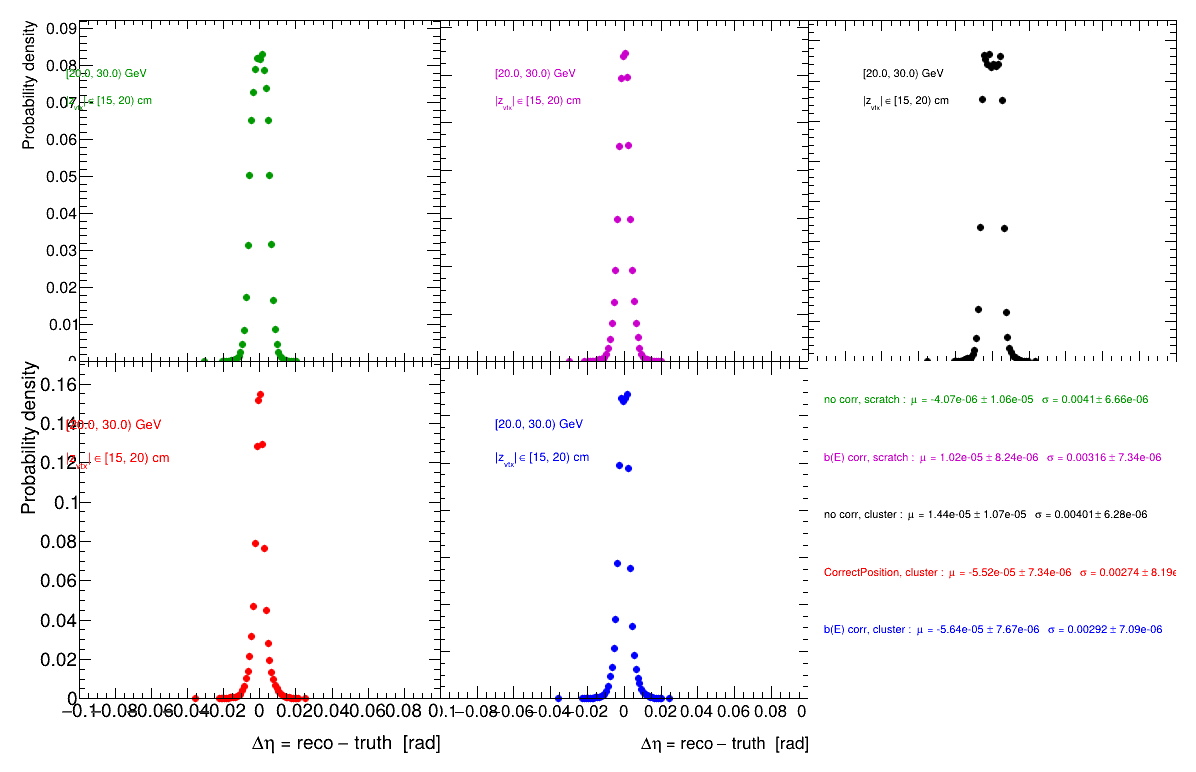 Probability density
0.09
0.08
0.07
0.06
0.05
0.04
0.03
0.02
0.01
0
[20.0, 30.0) GeV
|z_vtx| ∈ [15, 20) cm
[20.0, 30.0) GeV
|z_vtx| ∈ [15, 20) cm
[20.0, 30.0) GeV
|z_vtx| ∈ [15, 20) cm
Probability density
0.16
0.14
0.12
0.1
0.08
0.06
0.04
0.02
0
[20.0, 30.0) GeV
|z_vtx| ∈ [15, 20) cm
−0.1 −0.08 −0.06 −0.04 −0.02 0 0.02 0.04 0.06 0.08 0.1
Δη = reco − truth [rad]
[20.0, 30.0) GeV
|z_vtx| ∈ [15, 20) cm
−0.08 −0.06 −0.04 −0.02 0 0.02 0.04 0.06 0.08 0
Δη = reco − truth [rad]
no corr, scratch : μ = -4.07e-06 ± 1.06e-05 σ = 0.0041 ± 6.66e-06
b(E) corr, scratch : μ = 1.02e-05 ± 8.24e-06 σ = 0.00316 ± 7.34e-06
no corr, cluster : μ = 1.44e-05 ± 1.07e-05 σ = 0.00401 ± 6.28e-06
CorrectPosition, cluster : μ = -5.52e-05 ± 7.34e-06 σ = 0.00274 ± 8.19e
b(E) corr, cluster : μ = -5.64e-05 ± 7.67e-06 σ = 0.00292 ± 7.09e-06